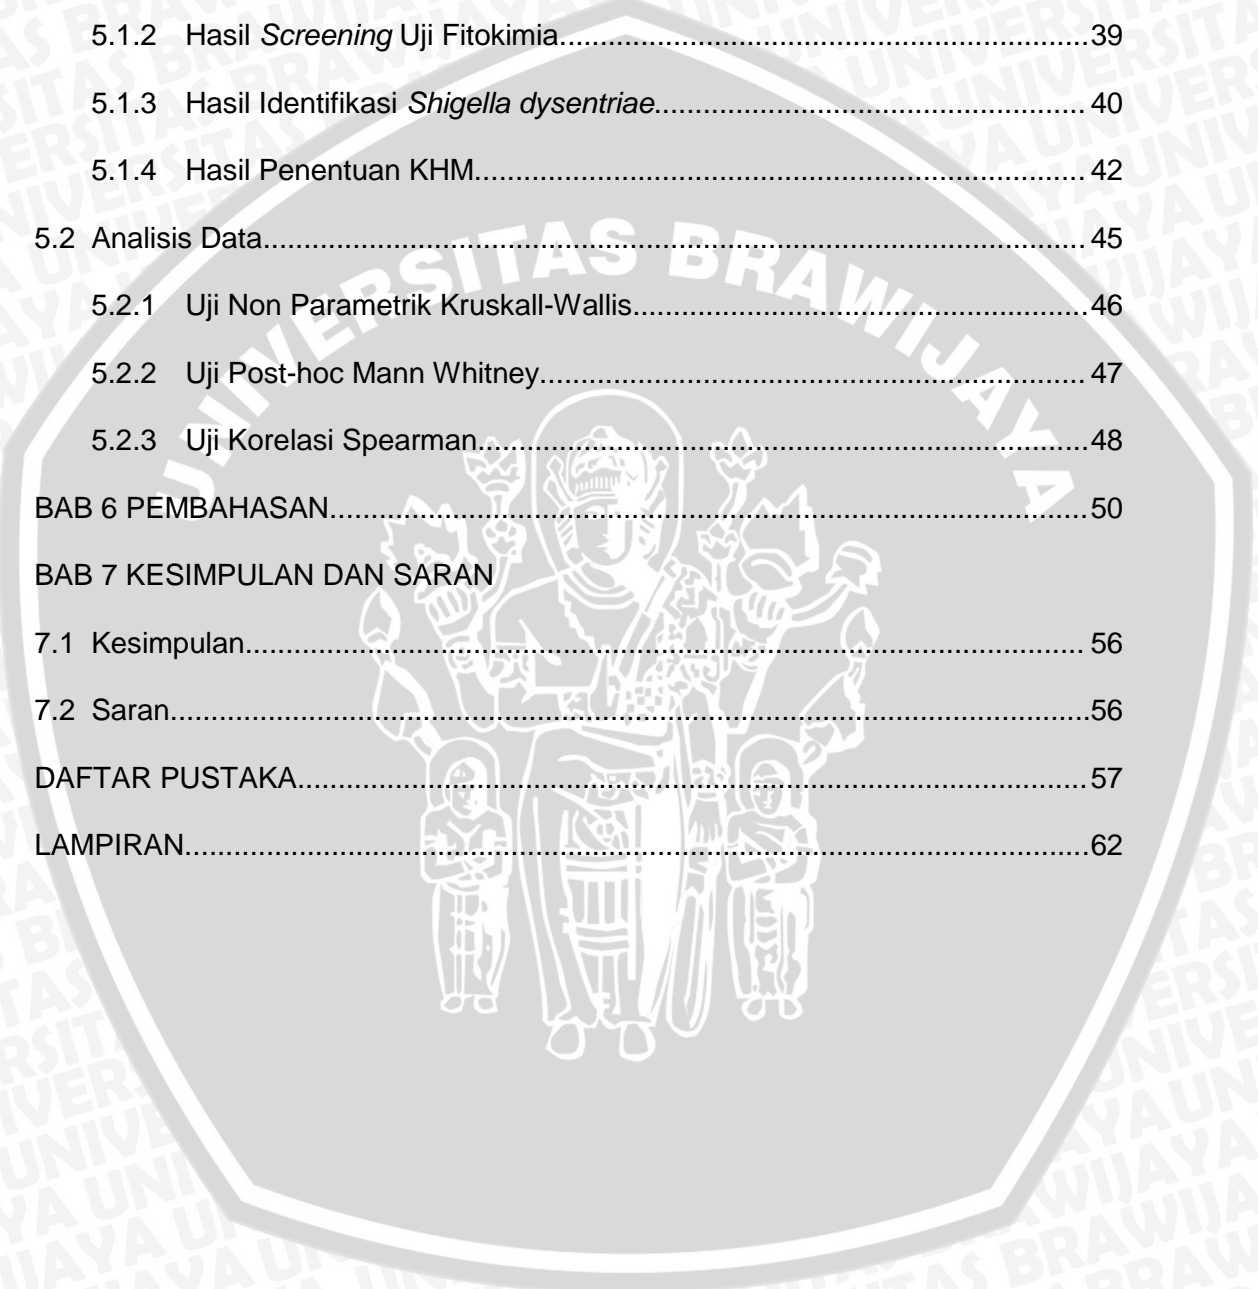 5.1.2 Hasil Screening Uji Fitokimia....................................................................39
5.1.3 Hasil Identifikasi Shigella dysentriae....................................................... 40
5.1.4 Hasil Penentuan KHM.............................................................................. 42
5.2 Analisis Data........................................................................................................ 45
5.2.1 Uji Non Parametrik Kruskall-Wallis..........................................................46
5.2.2 Uji Post-hoc Mann Whitney...................................................................... 47
5.2.3 Uji Korelasi Spearman..............................................................................48
BAB 6 PEMBAHASAN................................................................................................50
BAB 7 KESIMPULAN DAN SARAN
7.1 Kesimpulan.......................................................................................................... 56
7.2 Saran....................................................................................................................56
DAFTAR PUSTAKA....................................................................................................57
LAMPIRAN..................................................................................................................62
UNIVERSITAS BRAWIJAYA